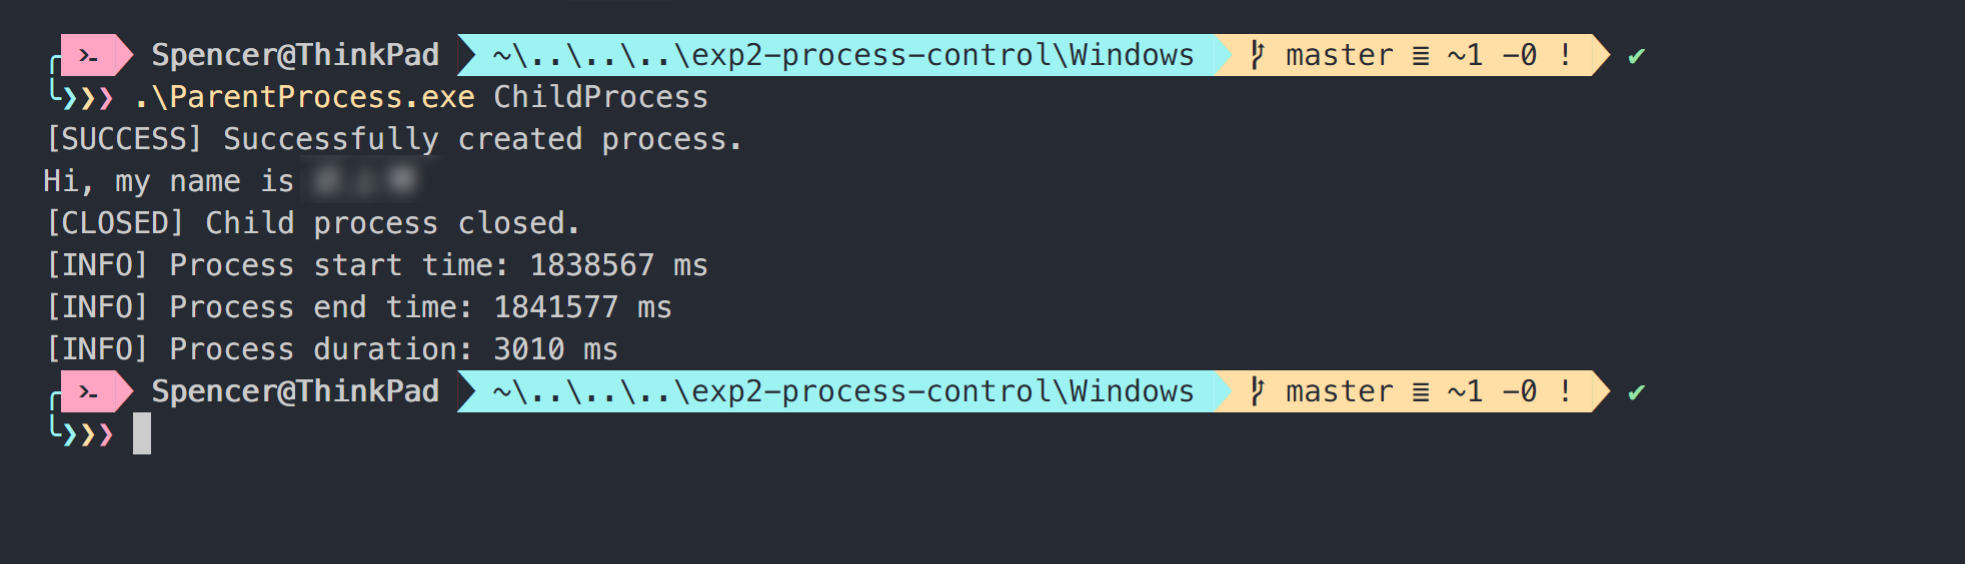 >_ Spencer@ThinkPad ~\..\..\..\exp2-process-control\Windows master ≡ ~1 -0 ! ✔
❯❯❯ .\ParentProcess.exe ChildProcess
[SUCCESS] Successfully created process.
Hi, my name is
[CLOSED] Child process closed.
[INFO] Process start time: 1838567 ms
[INFO] Process end time: 1841577 ms
[INFO] Process duration: 3010 ms
>_ Spencer@ThinkPad ~\..\..\..\exp2-process-control\Windows master ≡ ~1 -0 ! ✔
❯❯❯